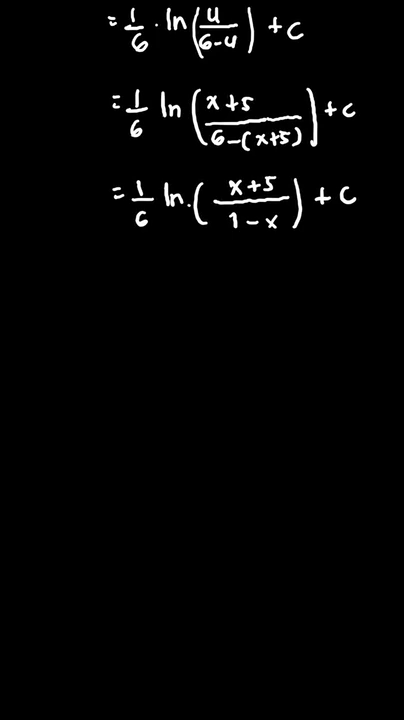 = 1/6 · ln(u/(6-u)) + C
= 1/6 ln((x+5)/(6-(x+5))] + C
= 1/6 ln.((x+5)/(1-x)) + C